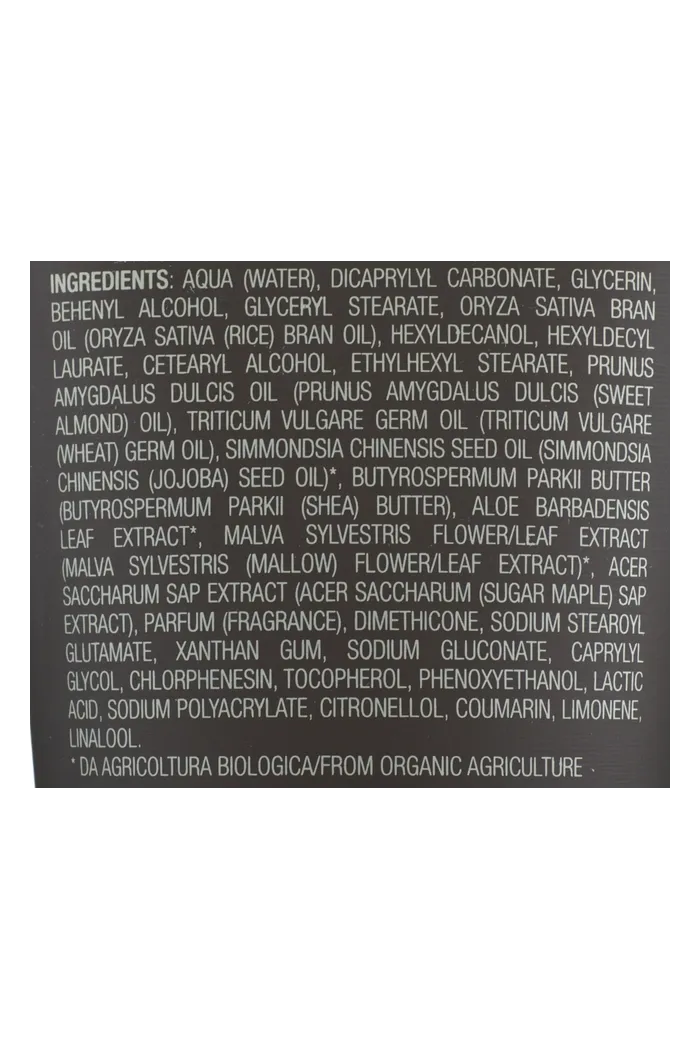 INGREDIENTS: AQUA (WATER), DICAPRYLYL CARBONATE, GLYCERIN,
BEHENYL ALCOHOL, GLYCERYL STEARATE, ORYZA SATIVA BRAN
OIL (ORYZA SATIVA (RICE) BRAN OIL), HEXYLDECANOL, HEXYLDECYL
LAURATE, CETEARYL ALCOHOL, ETHYLHEXYL STEARATE, PRUNUS
AMYGDALUS DULCIS OIL (PRUNUS AMYGDALUS DULCIS (SWEET
ALMOND) OIL), TRITICUM VULGARE GERM OIL (TRITICUM VULGARE
(WHEAT) GERM OIL), SIMMONDSIA CHINENSIS SEED OIL (SIMMONDSIA
CHINENSIS (JOJOBA) SEED OIL)*, BUTYROSPERMUM PARKII BUTTER
(BUTYROSPERMUM PARKII (SHEA) BUTTER), ALOE BARBADENSIS
LEAF EXTRACT*, MALVA SYLVESTRIS FLOWER/LEAF EXTRACT
(MALVA SYLVESTRIS (MALLOW) FLOWER/LEAF EXTRACT)*, ACER
SACCHARUM SAP EXTRACT (ACER SACCHARUM (SUGAR MAPLE) SAP
EXTRACT), PARFUM (FRAGRANCE), DIMETHICONE, SODIUM STEAROYL
GLUTAMATE, XANTHAN GUM, SODIUM GLUCONATE, CAPRYLYL
GLYCOL, CHLORPHENESIN, TOCOPHEROL, PHENOXYETHANOL, LACTIC
ACID, SODIUM POLYACRYLATE, CITRONELLOL, COUMARIN, LIMONENE,
LINALOOL.
* DA AGRICOLTURA BIOLOGICA/FROM ORGANIC AGRICULTURE